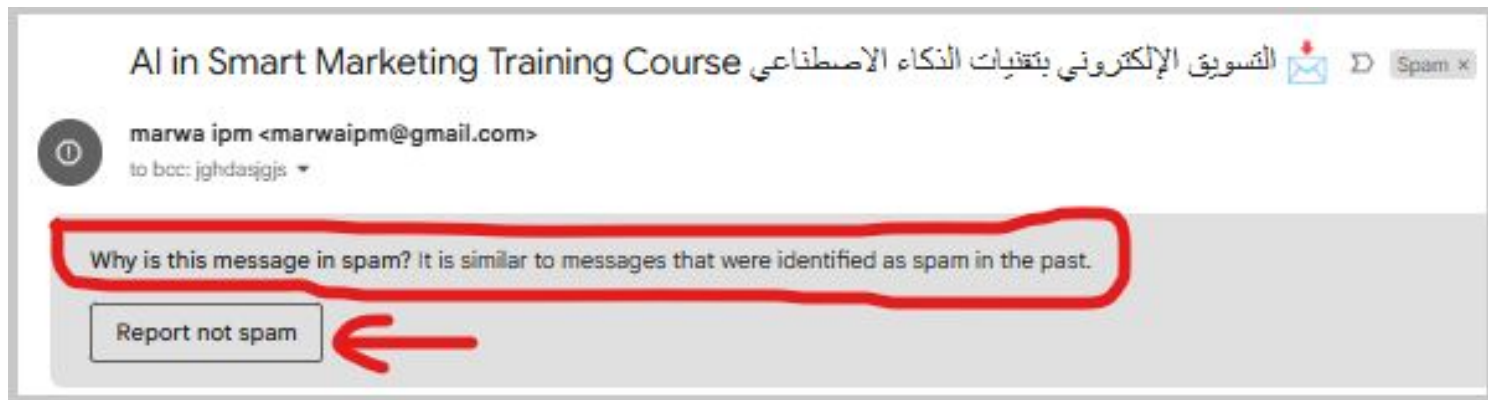 AI in Smart Marketing Training Course التسويق الإلكتروني بتقنيات الذكاء الاصطناعي 📩 Spam ×
marwa ipm <marwaipm@gmail.com>
to bcc: jghdasjgjs
Why is this message in spam? It is similar to messages that were identified as spam in the past.
Report not spam